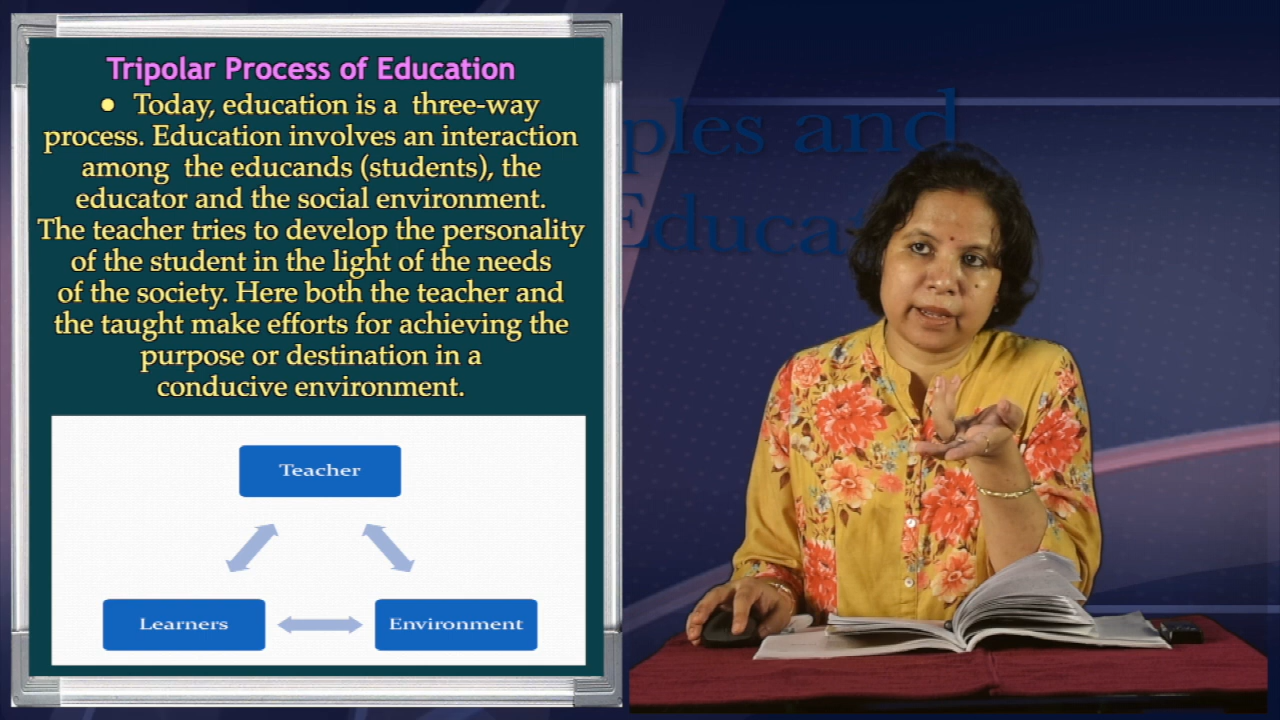 Tripolar Process of Education
• Today, education is a three-way
process. Education involves an interaction
among the educands (students), the
educator and the social environment.
The teacher tries to develop the personality
of the student in the light of the needs
of the society. Here both the teacher and
the taught make efforts for achieving the
purpose or destination in a
conducive environment.
Teacher
Learners
Environment
ples and
Educat